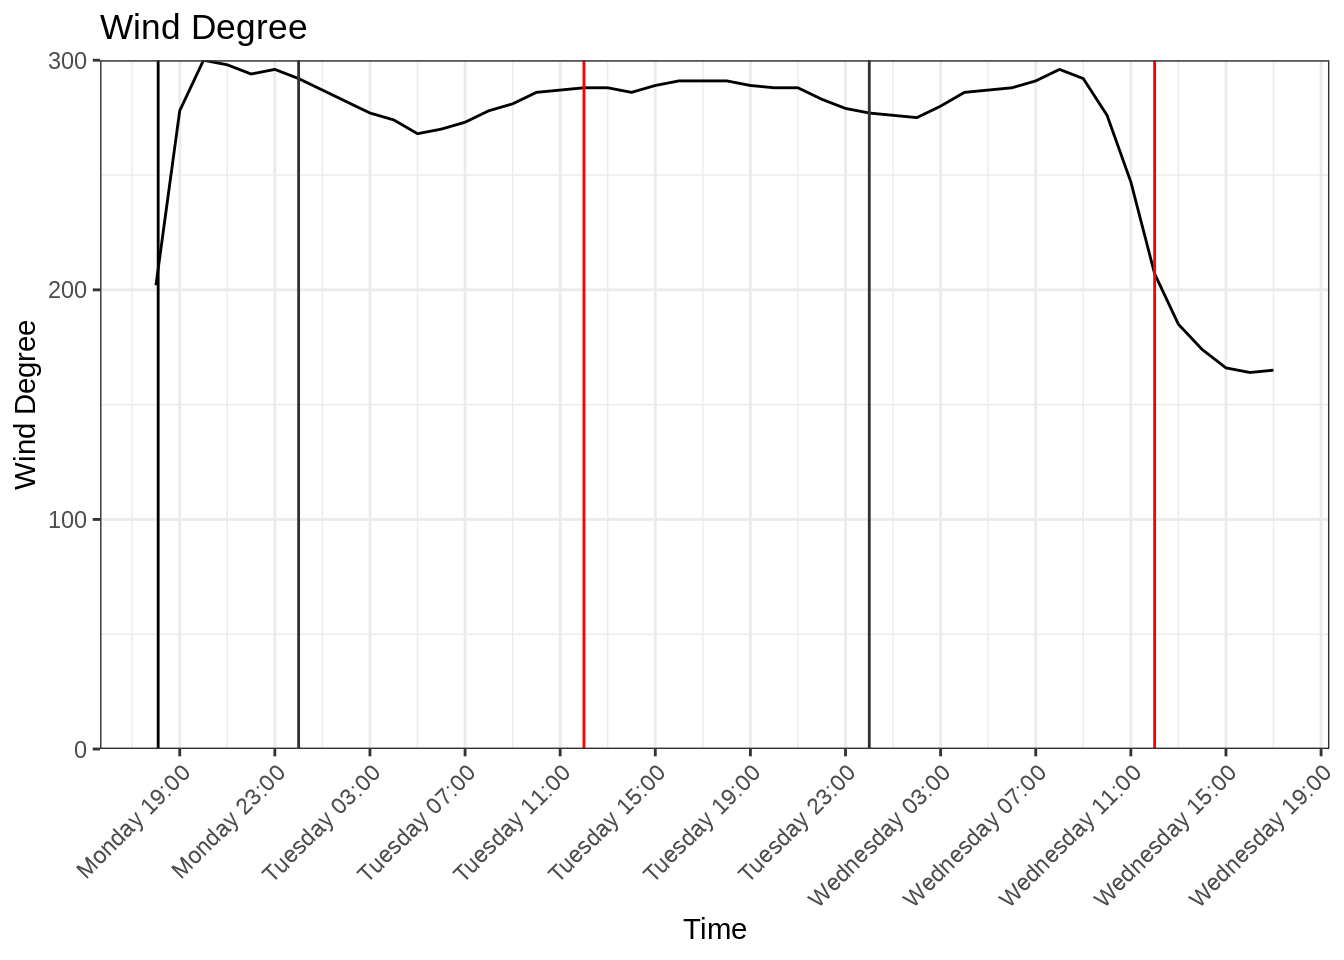 Wind Degree
Wind Degree
300
200
100
0
Monday 19:00
Monday 23:00
Tuesday 03:00
Tuesday 07:00
Tuesday 11:00
Tuesday 15:00
Tuesday 19:00
Tuesday 23:00
Wednesday 03:00
Wednesday 07:00
Wednesday 11:00
Wednesday 15:00
Wednesday 19:00
Time